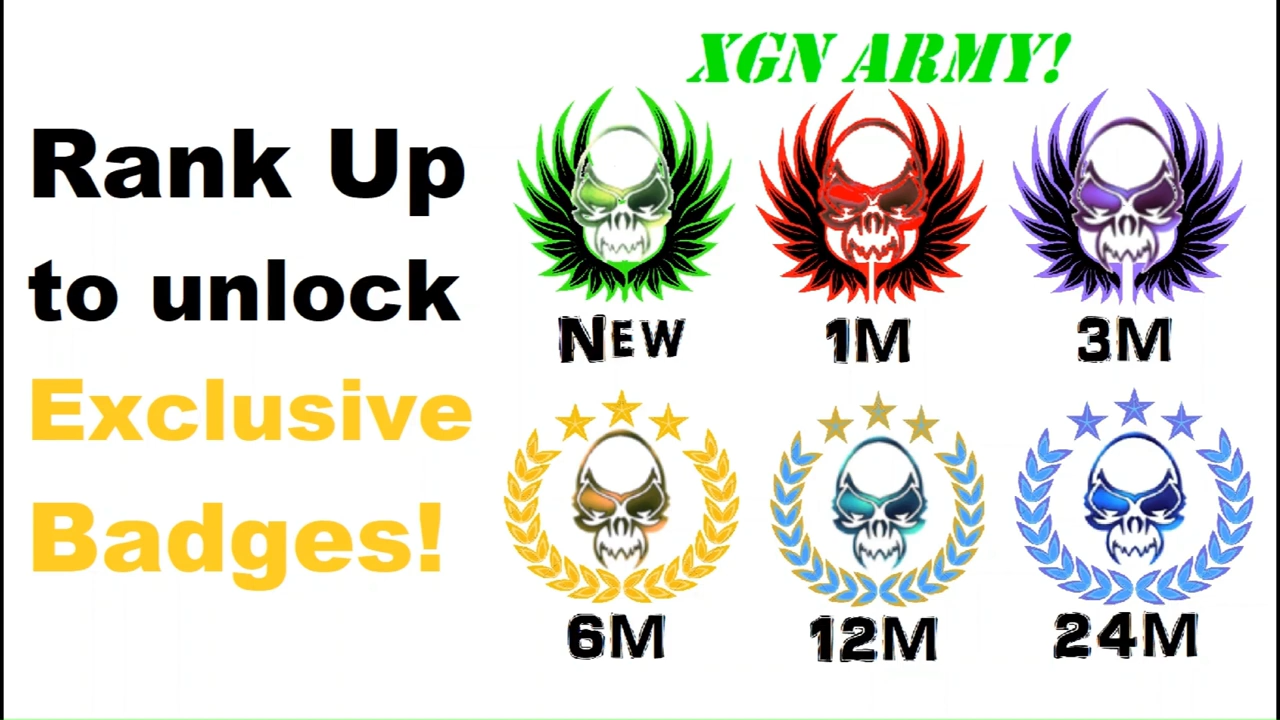 Rank Up
to unlock
Exclusive
Badges!
XGN ARMY!
NEW
1M
3M
6M
12M
24M